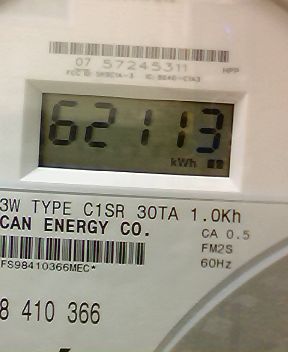 07 57245311 HPP
62113
kWh
3W TYPE C1SR 30TA 1.0Kh
CAN ENERGY CO. CA 0.5
FM2S
FS98410366MEC* 60Hz
8 410 366